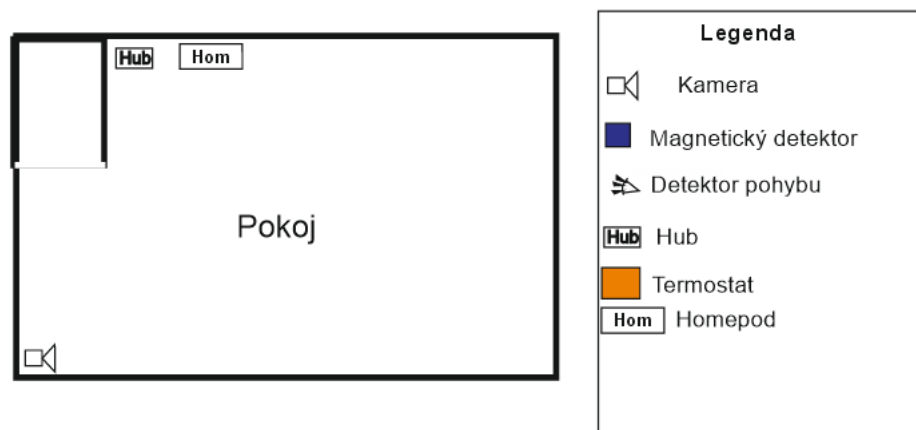 Hub
Hom
Pokoj
Legenda
Kamera
Magnetický detektor
Detektor pohybu
Hub Hub
Termostat
Hom Homepod